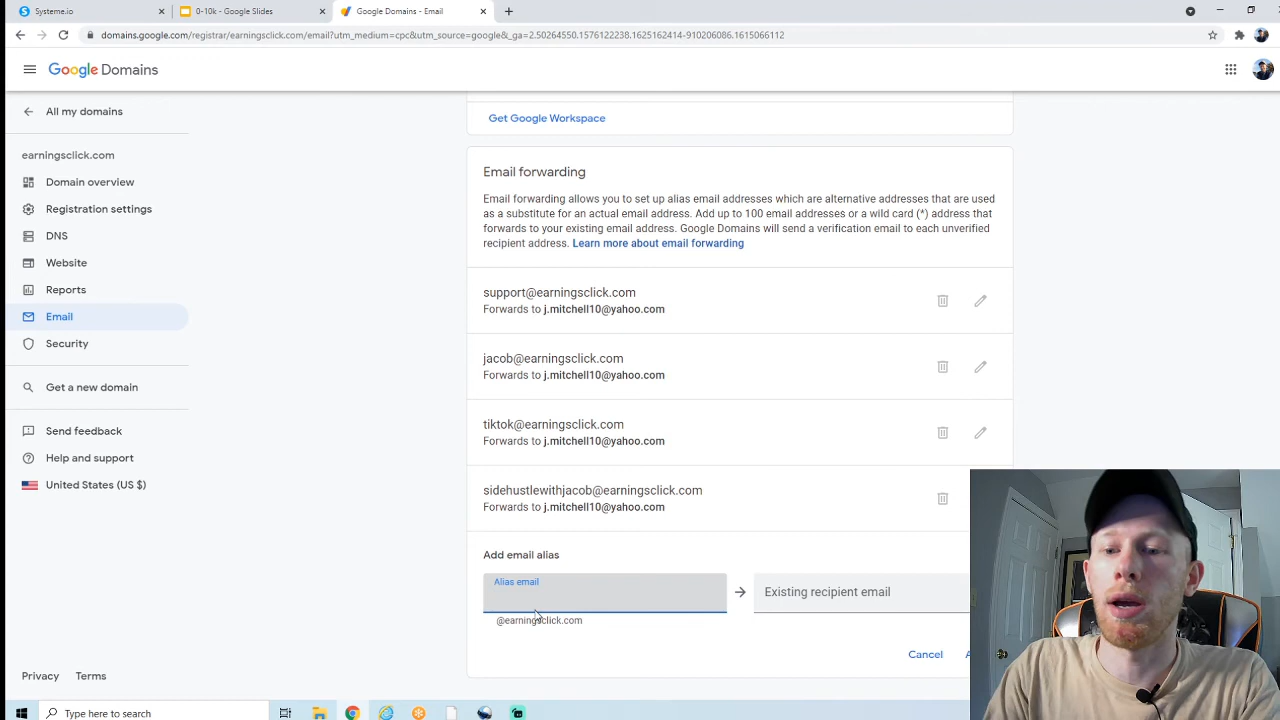 Systeme.io
0-10k - Google Slides
Google Domains - Email
domains.google.com/registrar/earningsclick.com/email?utm_medium=cpc&utm_source=google&_ga=2.50264550.1576122238.1625162414-910206086.1615066112
Google Domains
All my domains
earningsclick.com
Domain overview
Registration settings
DNS
Website
Reports
Email
Security
Get a new domain
Send feedback
Help and support
United States (US $)
Privacy Terms
Get Google Workspace
Email forwarding
Email forwarding allows you to set up alias email addresses which are alternative addresses that are used
as a substitute for an actual email address. Add up to 100 email addresses or a wild card (*) address that
forwards to your existing email address. Google Domains will send a verification email to each unverified
recipient address. Learn more about email forwarding
support@earningsclick.com
Forwards to j.mitchell10@yahoo.com
jacob@earningsclick.com
Forwards to j.mitchell10@yahoo.com
tiktok@earningsclick.com
Forwards to j.mitchell10@yahoo.com
sidehustlewithjacob@earningsclick.com
Forwards to j.mitchell10@yahoo.com
Add email alias
Alias email
Existing recipient email
@earningsclick.com
Cancel
Type here to search